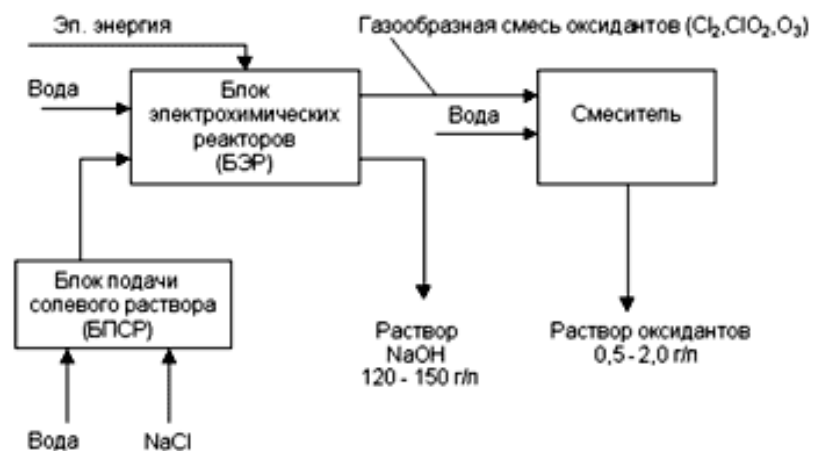 Эл. энергия
Газообразная смесь оксидантов (Cl₂,ClO₂,O₃)
Вода
Блок
электрохимических
реакторов
(БЭР)
Вода
Смеситель
Блок подачи
солевого раствора
(БПСР)
Раствор
NaOH
120 - 150 г/л
Раствор оксидантов
0,5 - 2,0 г/л
Вода
NaCl